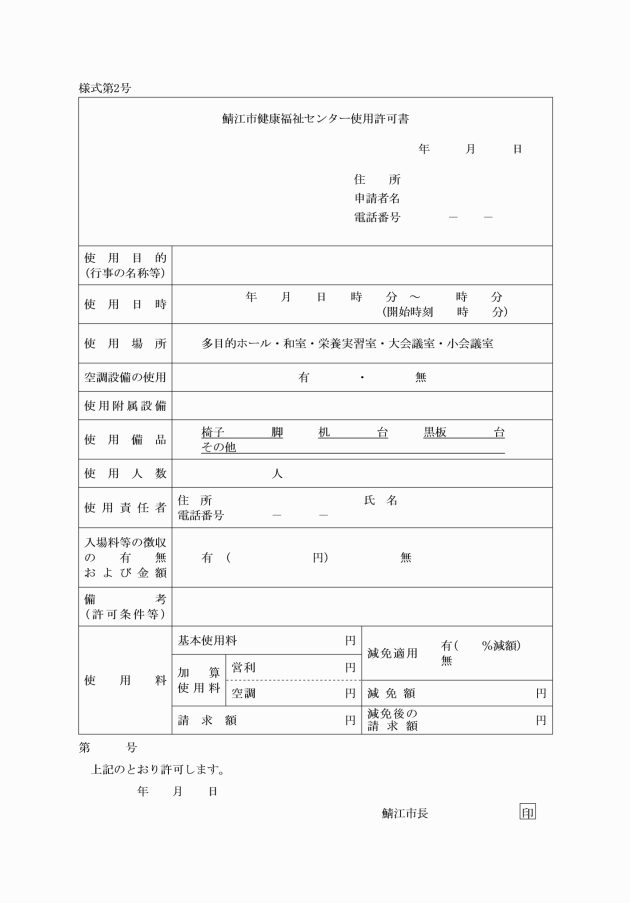 様式第2号
鯖江市健康福祉センター使用許可書
年　　　月　　　日
住　　所
申請者名
電話番号　　　　－　　－
使　用　目　的
(行事の名称等)
使　用　日　時
年　　月　　日　　時　　分　～　　　時　　分
(開始時刻　　時　　分)
使　用　場　所
多目的ホール・和室・栄養実習室・大会議室・小会議室
空調設備の使用
有　　　　・　　　　無
使用附属設備
使　用　備　品
椅子　　　　脚　　　机　　　　台　　　黒板　　　　台
その他
使　用　人　数
人
使用責任者
住　所　　　　　　　　　　　　　氏　名
電話番号　　　　－　　　－
入場料等の徴収
の　　有　　無
および金額
有　(　　　　　　　円)　　　　　　無
備　　　　　考
(許可条件等)
使　　用　　料
基本使用料　　　　　　　　　円
加　　算
使 用 料
営利　　　　　　　円
空調　　　　　　　円
請　求　額　　　　　　　　　円
減免適用
有(　　%減額)
無
減　免　額　　　　　　　　　　円
減免後の
請　求　額　　　　　　　　　　円
第　　　号
上記のとおり許可します。
年　　月　　日
鯖江市長　　　　　　　　印